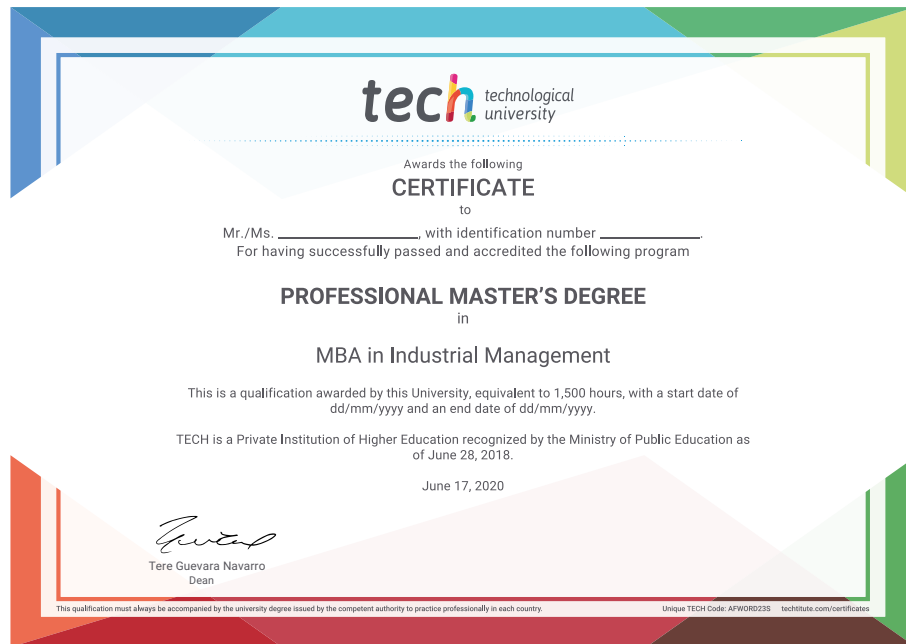 tech technological
university
Awards the following
CERTIFICATE
to
Mr./Ms. ____________, with identification number ____________.
For having successfully passed and accredited the following program
PROFESSIONAL MASTER'S DEGREE
in
MBA in Industrial Management
This is a qualification awarded by this University, equivalent to 1,500 hours, with a start date of
dd/mm/yyyy and an end date of dd/mm/yyyy.
TECH is a Private Institution of Higher Education recognized by the Ministry of Public Education as
of June 28, 2018.
June 17, 2020
Tere Guevara Navarro
Dean
This qualification must always be accompanied by the university degree issued by the competent authority to practice professionally in each country. Unique TECH Code: AFWORD23S techtitute.com/certificates